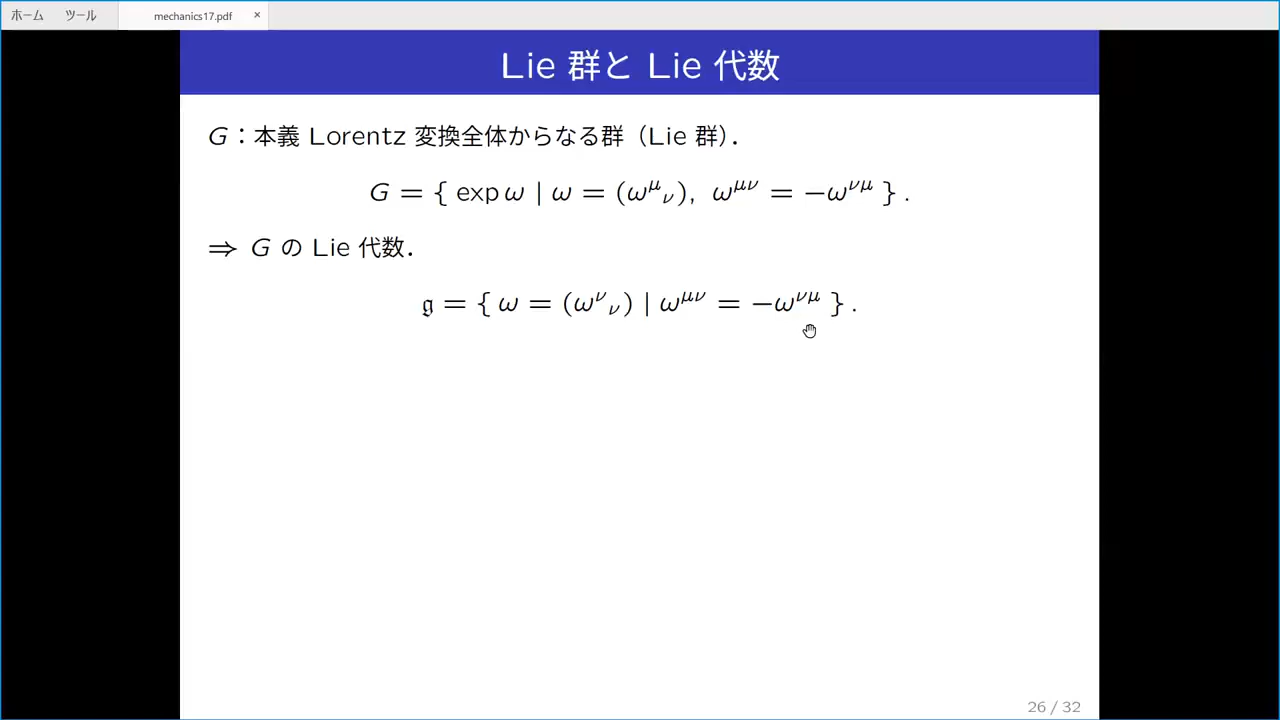 ホーム ツール mechanics17.pdf ×
Lie 群と Lie 代数
G：本義 Lorentz 変換全体からなる群（Lie 群）．
G = { exp ω | ω = (ω^μ_ν), ω^{μν} = −ω^{νμ} } .
⇒ G の Lie 代数．
𝔤 = { ω = (ω^ν_ν) | ω^{μν} = −ω^{νμ} } .
26 / 32